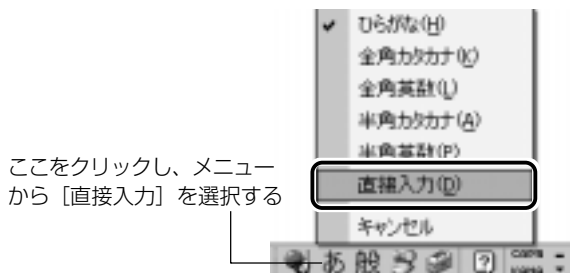 ひらがな(H)
全角カタカナ(K)
全角英数(L)
半角カタカナ(A)
半角英数(P)
直接入力(D)
キャンセル
ここをクリックし、メニュー
から［直接入力］を選択する
あ 般 ?
CAPS
KANA